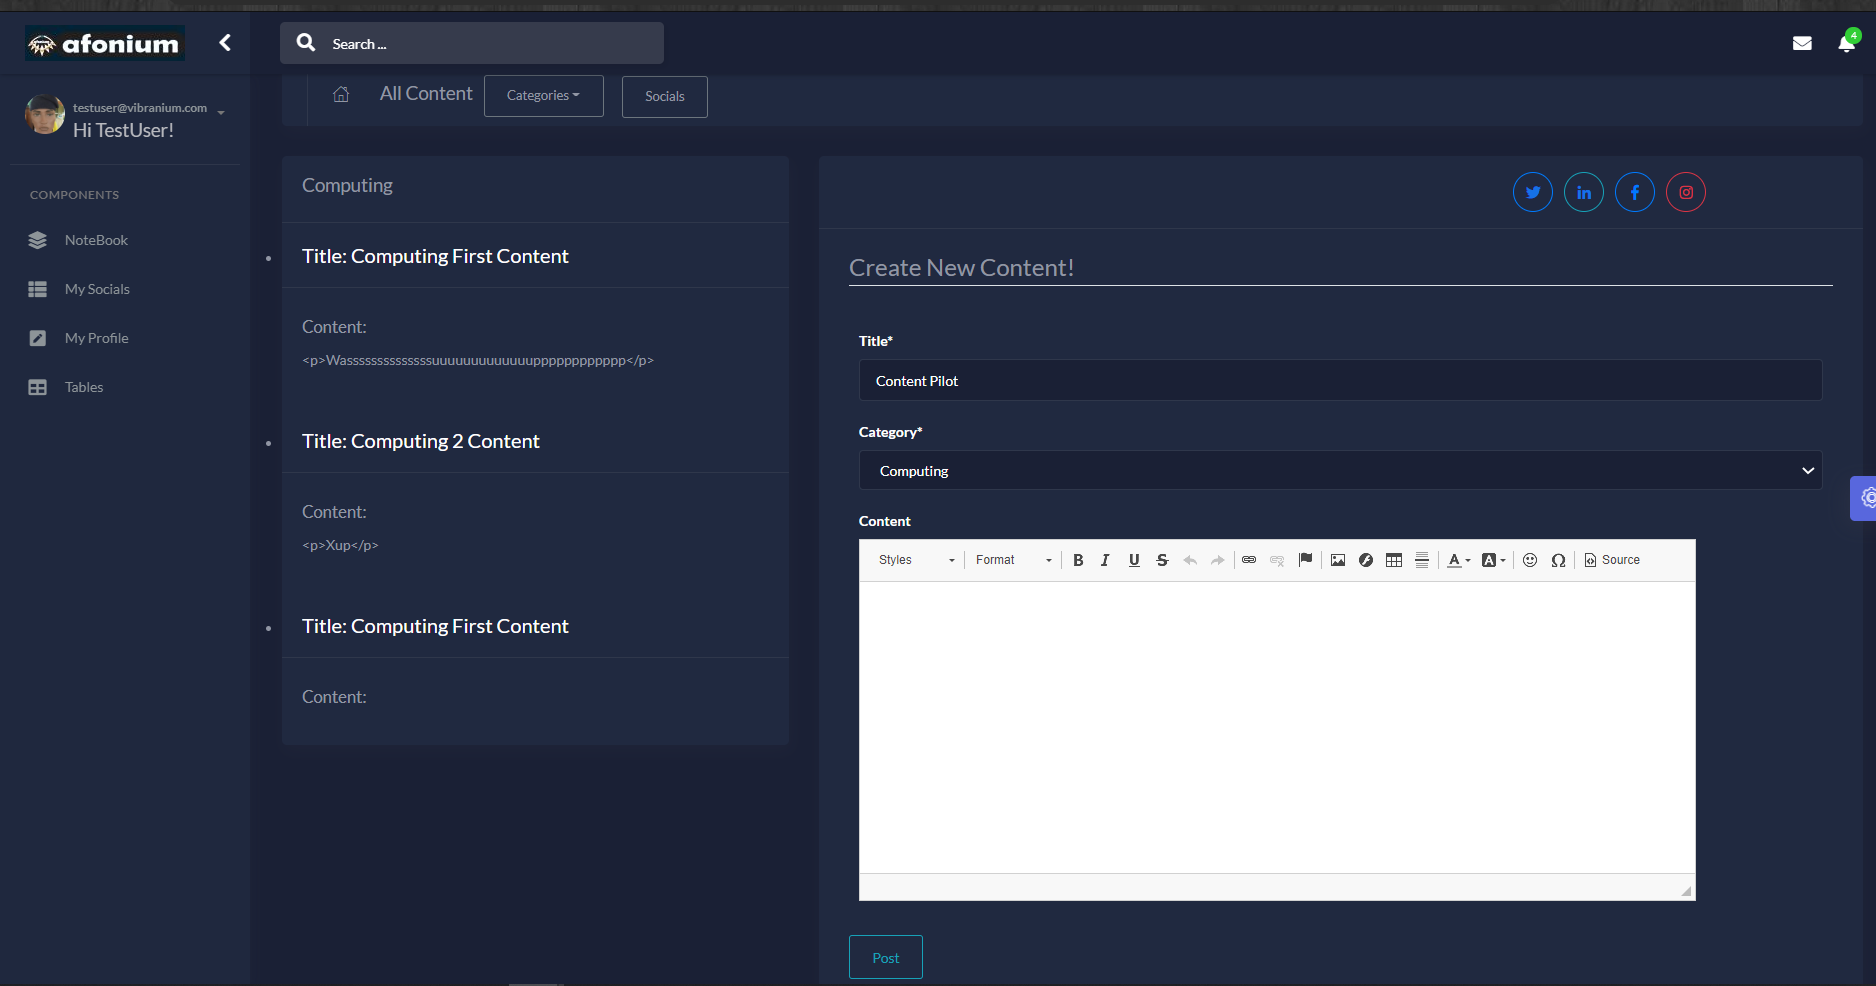 afonium
Search ...
4
testuser@vibranium.com
Hi TestUser!
COMPONENTS
NoteBook
My Socials
My Profile
Tables
All Content
Categories
Socials
Computing
Title: Computing First Content
Content:
<p>Wasssssssssssssssuuuuuuuuuuuuuppppppppppppp</p>
Title: Computing 2 Content
Content:
<p>Xup</p>
Title: Computing First Content
Content:
Create New Content!
Title*
Content Pilot
Category*
Computing
Content
Styles Format B I U S A A Ω Source
Post